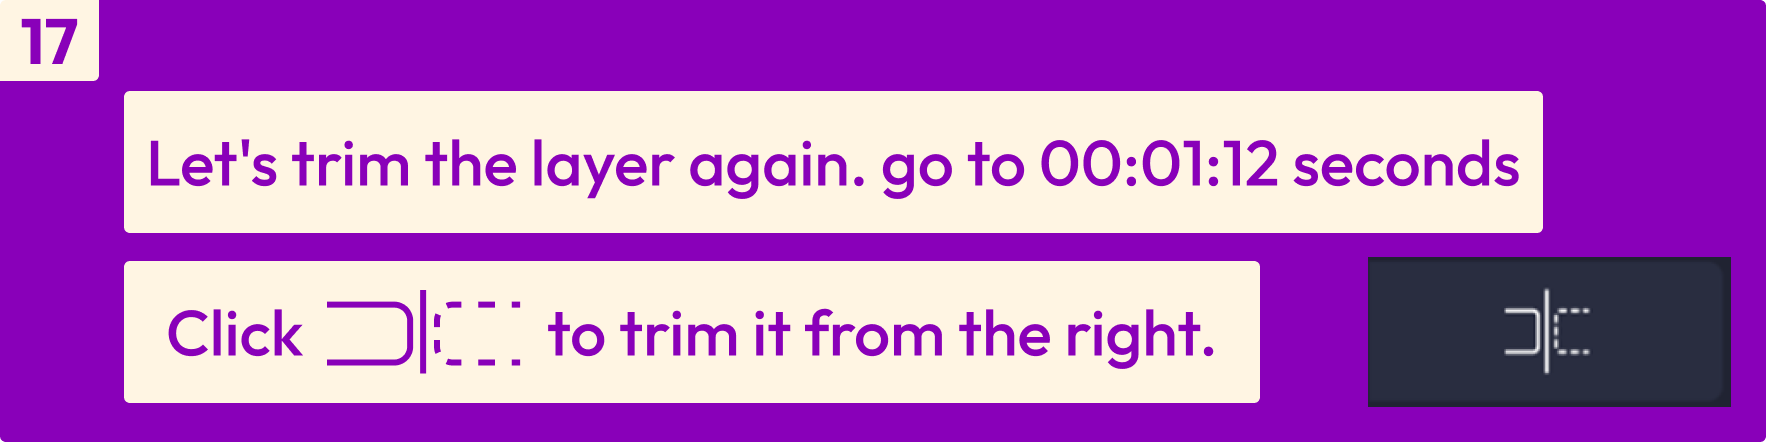 17
Let's trim the layer again. go to 00:01:12 seconds
Click to trim it from the right.